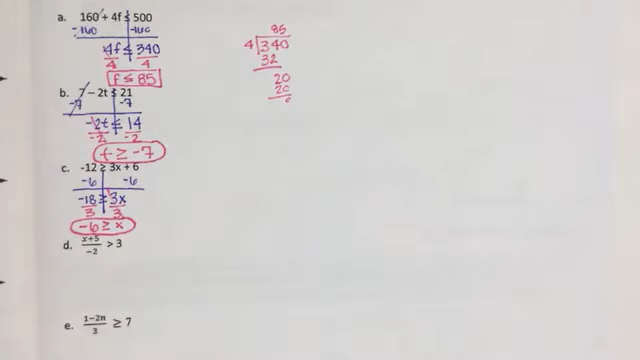 a. 160 + 4f ≤ 500
-160 -160
4f ≤ 340
4 4
f ≤ 85
85
4 340
32
20
20
0
b. 7 – 2t ≤ 21
-7 -7
-2t ≤ 14
-2 -2
t ≥ -7
c. -12 ≥ 3x + 6
-6 -6
-18 ≥ 3x
3 3
-6 ≥ x
d. x+5/-2 > 3
e. 1-2n/3 ≥ 7